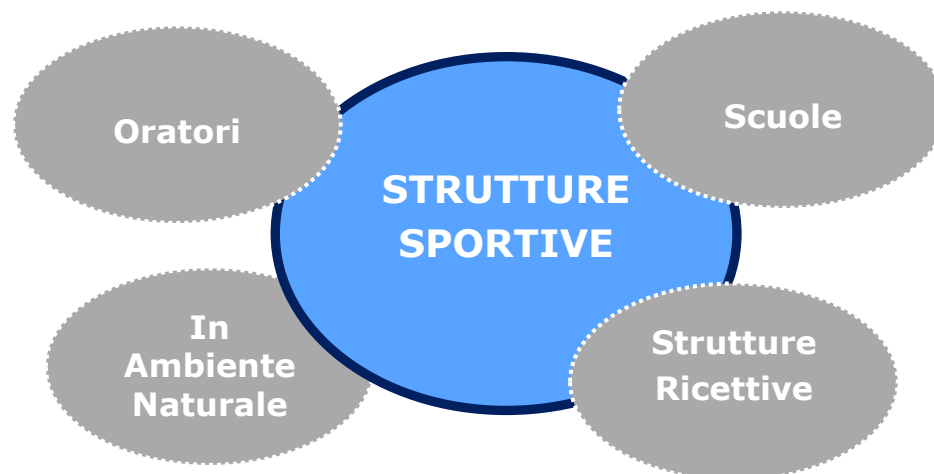 Oratori
Scuole
STRUTTURE
SPORTIVE
In
Ambiente
Naturale
Strutture
Ricettive